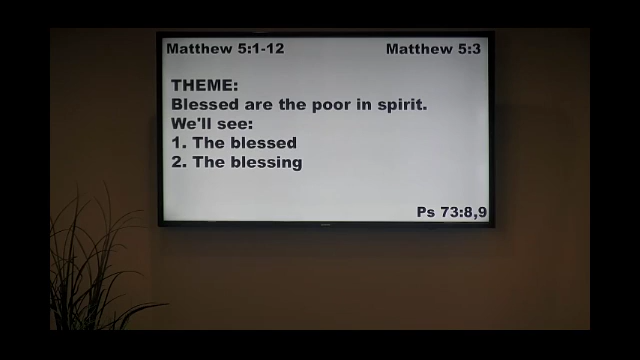 Matthew 5:1-12 Matthew 5:3
THEME:
Blessed are the poor in spirit.
We'll see:
1. The blessed
2. The blessing
Ps 73:8,9